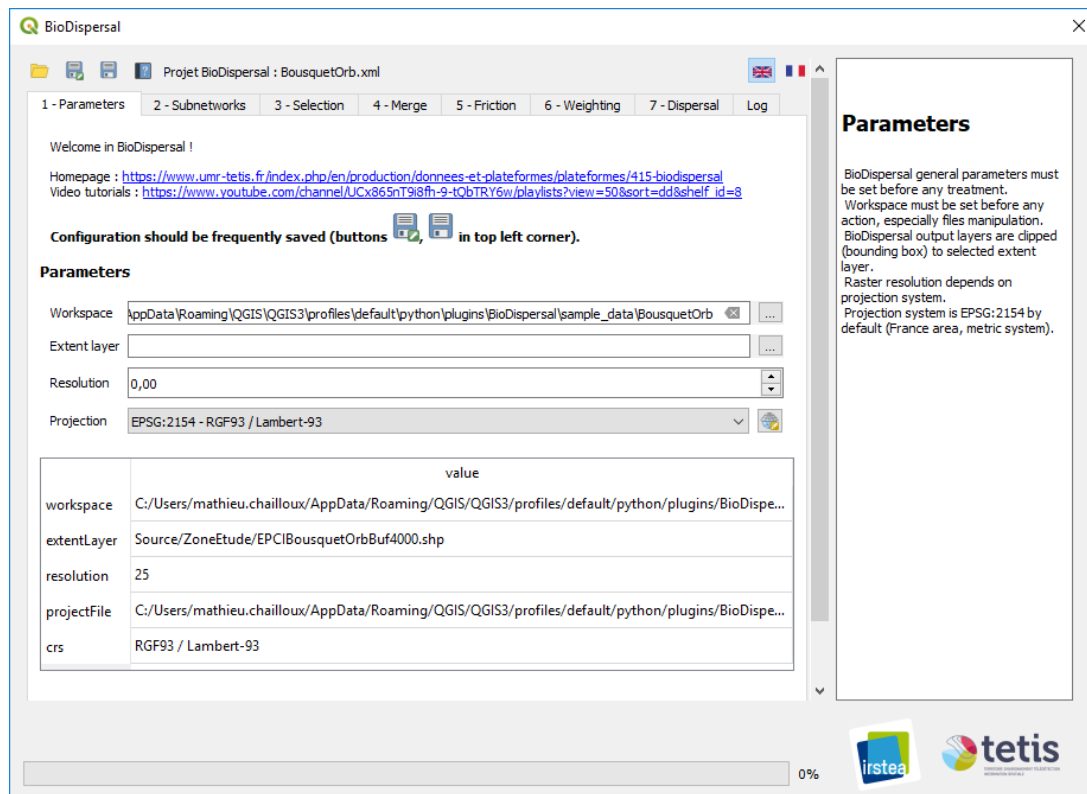 BioDispersal
Projet BioDispersal : BousquetOrb.xml
1 - Parameters
2 - Subnetworks
3 - Selection
4 - Merge
5 - Friction
6 - Weighting
7 - Dispersal
Log
Welcome in BioDispersal !
Homepage : https://www.umr-tetis.fr/index.php/en/production/donnees-et-plateformes/plateformes/415-biodispersal
Video tutorials : https://www.youtube.com/channel/UCx865nT9i8fh-9-tQbTRY6w/playlists?view=50&sort=dd&shelf_id=8
Configuration should be frequently saved (buttons , in top left corner).
Parameters
Workspace \AppData\Roaming\QGIS\QGIS3\profiles\default\python\plugins\BioDispersal\sample_data\BousquetOrb ...
Extent layer ...
Resolution 0,00
Projection EPSG:2154 - RGF93 / Lambert-93
value
workspace C:/Users/mathieu.chailloux/AppData/Roaming/QGIS/QGIS3/profiles/default/python/plugins/BioDispe...
extentLayer Source/ZoneEtude/EPCIBousquetOrbBuf4000.shp
resolution 25
projectFile C:/Users/mathieu.chailloux/AppData/Roaming/QGIS/QGIS3/profiles/default/python/plugins/BioDispe...
crs RGF93 / Lambert-93
Parameters
BioDispersal general parameters must
be set before any treatment.
Workspace must be set before any
action, especially files manipulation.
BioDispersal output layers are clipped
(bounding box) to selected extent
layer.
Raster resolution depends on
projection system.
Projection system is EPSG:2154 by
default (France area, metric system).
0%
irstea
tetis